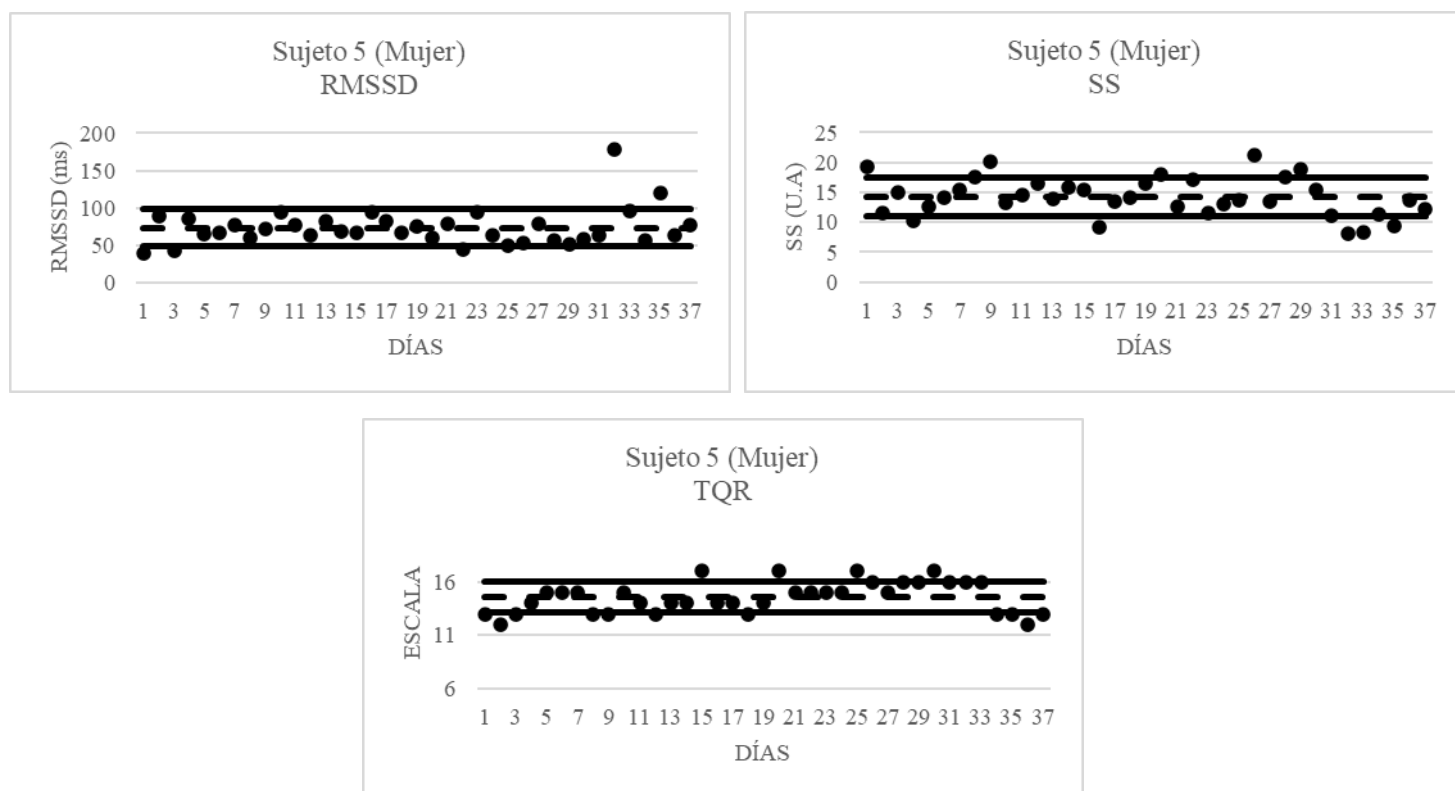 Sujeto 5 (Mujer)
RMSSD
RMSSD (ms)
200
150
100
50
0
1 3 5 7 9 11 13 15 17 19 21 23 25 27 29 31 33 35 37
DÍAS
Sujeto 5 (Mujer)
SS
SS (U.A)
25
20
15
10
5
0
1 3 5 7 9 11 13 15 17 19 21 23 25 27 29 31 33 35 37
DÍAS
Sujeto 5 (Mujer)
TQR
ESCALA
16
11
6
1 3 5 7 9 11 13 15 17 19 21 23 25 27 29 31 33 35 37
DÍAS